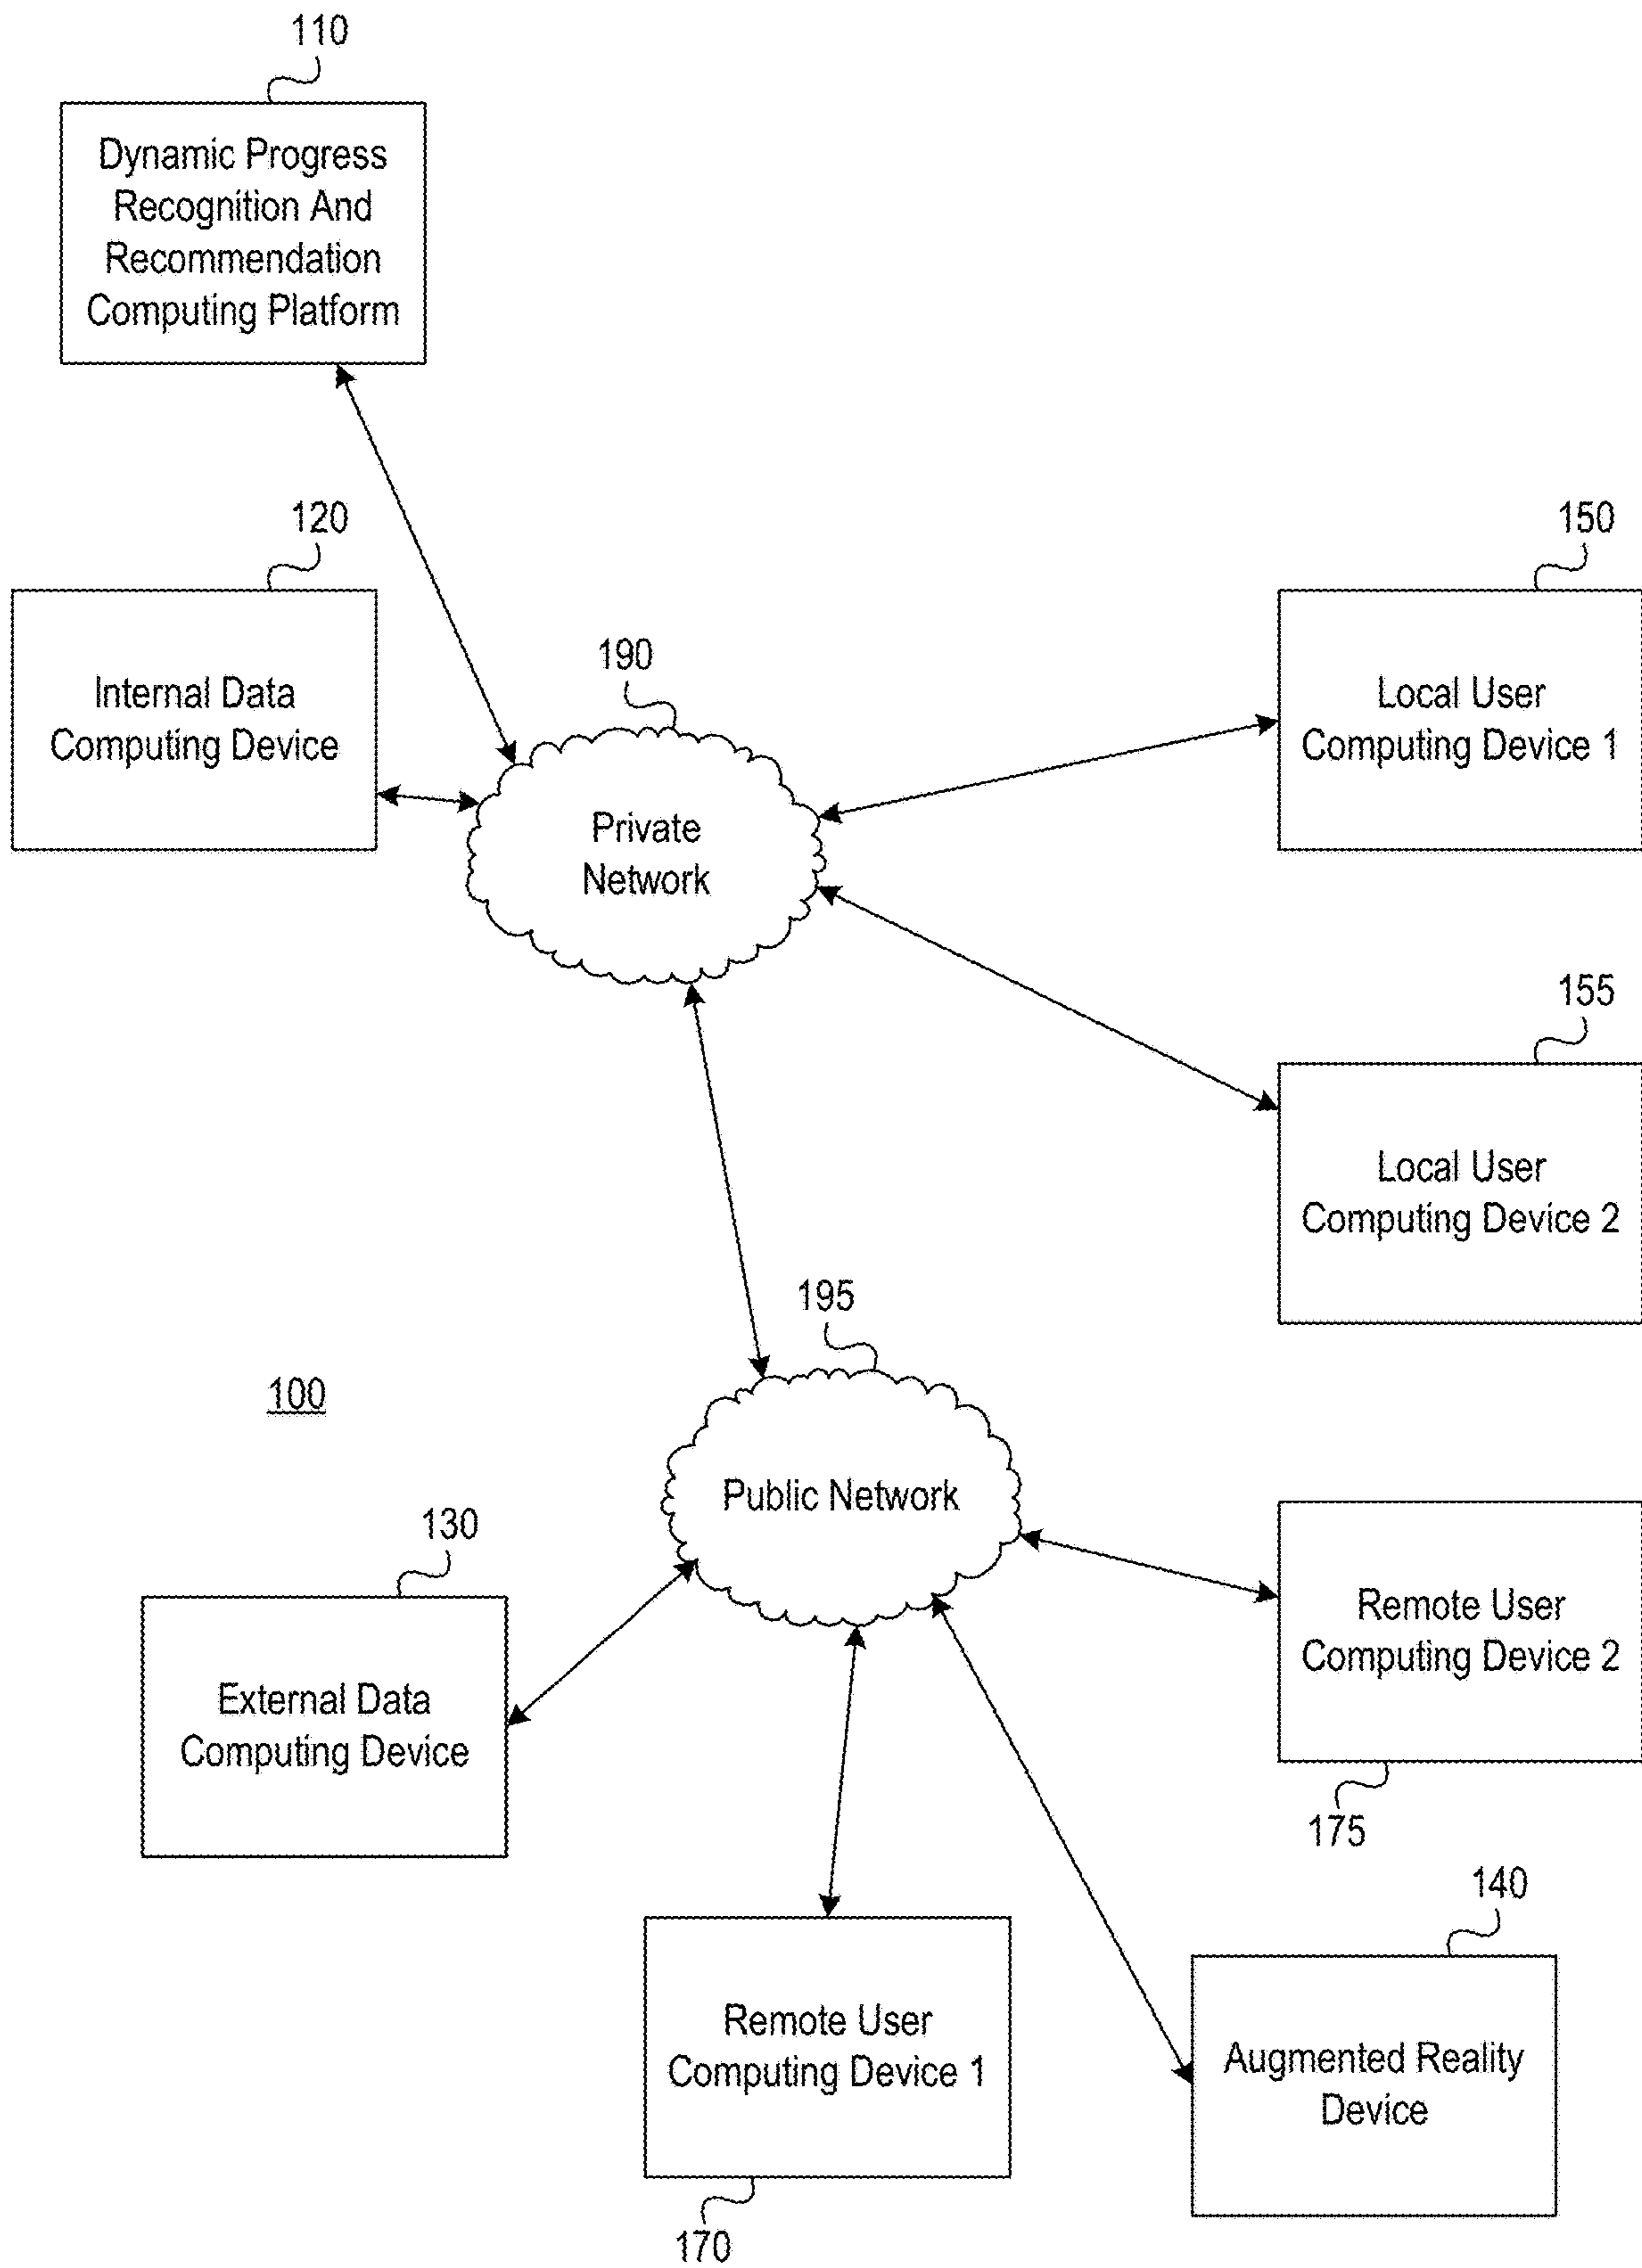 110
Dynamic Progress
Recognition And
Recommendation
Computing Platform
120
Internal Data
Computing Device
190
Private
Network
150
Local User
Computing Device 1
155
Local User
Computing Device 2
195
Public Network
100
130
External Data
Computing Device
Remote User
Computing Device 2
175
140
Augmented Reality
Device
Remote User
Computing Device 1
170